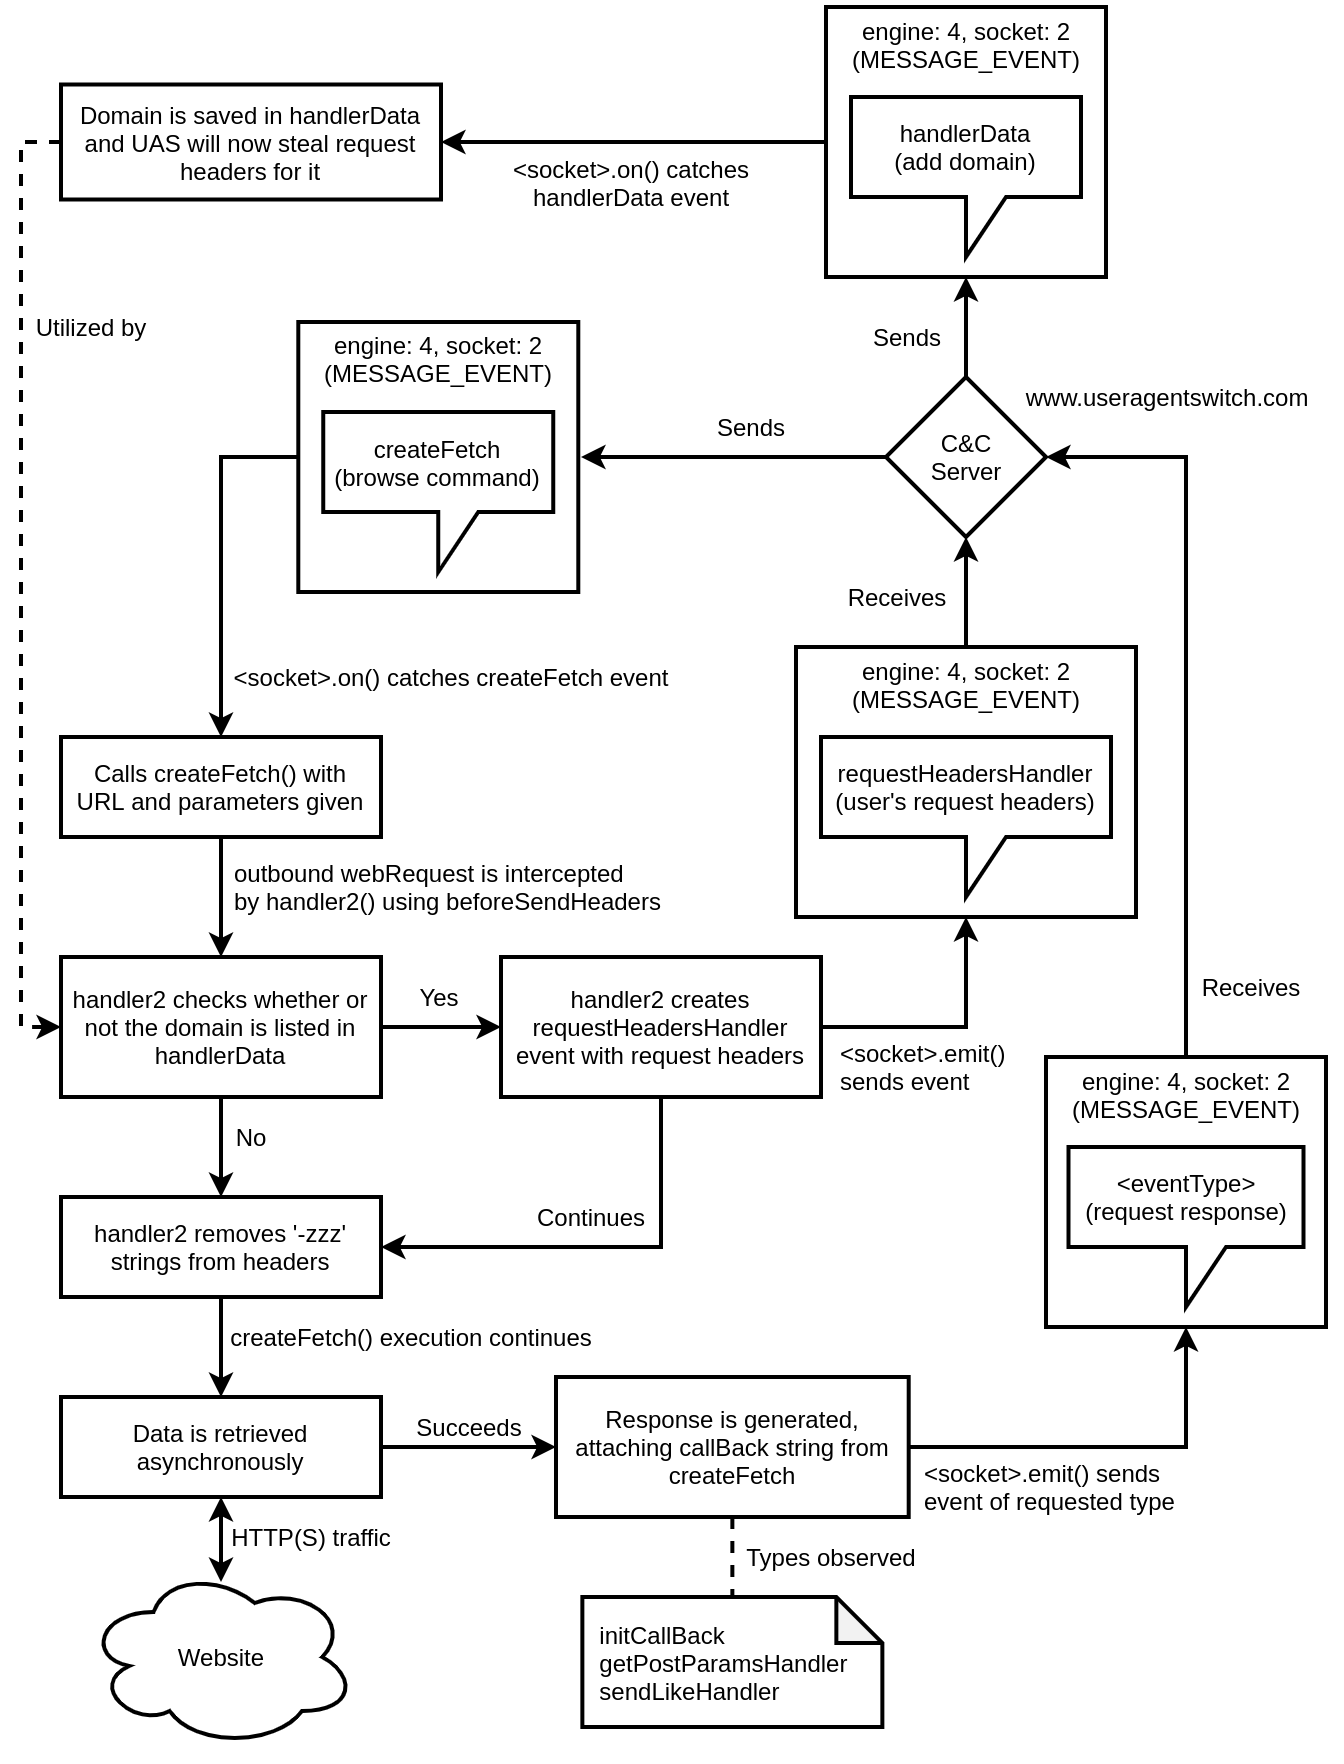 engine: 4, socket: 2
(MESSAGE_EVENT)
handlerData
(add domain)
Domain is saved in handlerData
and UAS will now steal request
headers for it
<socket>.on() catches
handlerData event
Utilized by
Sends
engine: 4, socket: 2
(MESSAGE_EVENT)
createFetch
(browse command)
Sends
www.useragentswitch.com
C&C
Server
Receives
<socket>.on() catches createFetch event
engine: 4, socket: 2
(MESSAGE_EVENT)
requestHeadersHandler
(user's request headers)
Calls createFetch() with
URL and parameters given
outbound webRequest is intercepted
by handler2() using beforeSendHeaders
handler2 checks whether or
not the domain is listed in
handlerData
Yes
handler2 creates
requestHeadersHandler
event with request headers
<socket>.emit()
sends event
Receives
engine: 4, socket: 2
(MESSAGE_EVENT)
<eventType>
(request response)
No
Continues
handler2 removes '-zzz'
strings from headers
createFetch() execution continues
Data is retrieved
asynchronously
Succeeds
Response is generated,
attaching callBack string from
createFetch
<socket>.emit() sends
event of requested type
HTTP(S) traffic
Types observed
Website
initCallBack
getPostParamsHandler
sendLikeHandler